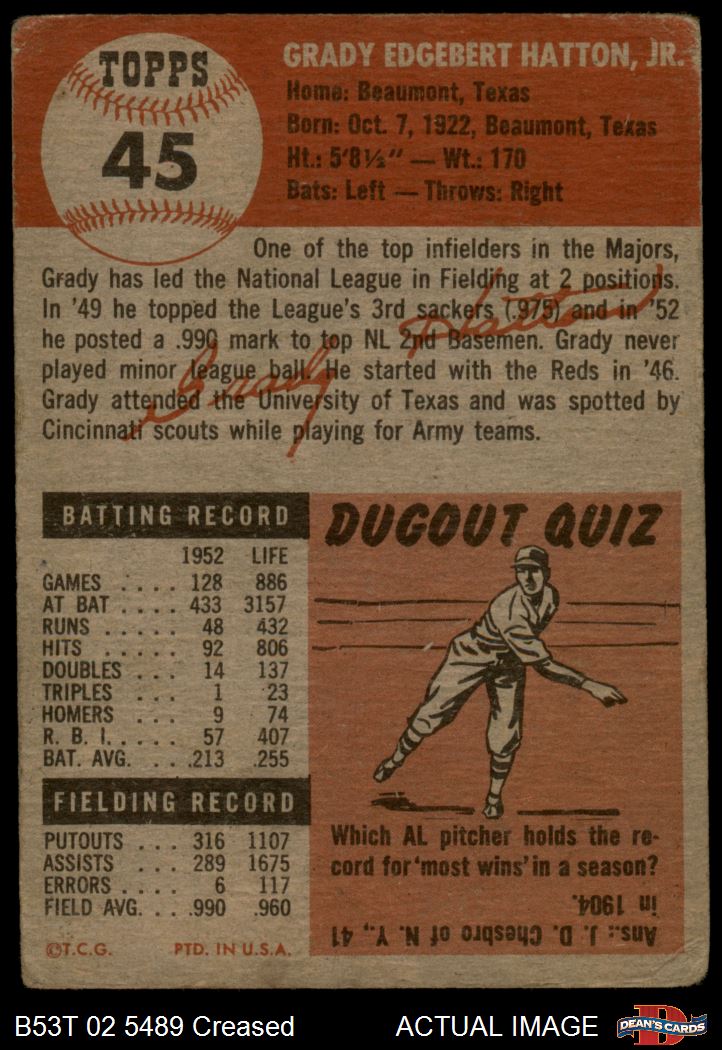 TOPPS
45
GRADY EDGEBERT HATTON, JR.
Home: Beaumont, Texas
Born: Oct. 7, 1922, Beaumont, Texas
Ht.: 5'8½" — Wt.: 170
Bats: Left — Throws: Right
One of the top infielders in the Majors,
Grady has led the National League in Fielding at 2 positions.
In '49 he topped the League's 3rd sackers (.975) and in '52
he posted a .990 mark to top NL 2nd Basemen. Grady never
played minor league ball. He started with the Reds in '46.
Grady attended the University of Texas and was spotted by
Cincinnati scouts while playing for Army teams.
Grady Hatton
BATTING RECORD
1952 LIFE
GAMES .... 128 886
AT BAT .... 433 3157
RUNS ..... 48 432
HITS ..... 92 806
DOUBLES ... 14 137
TRIPLES ... 1 23
HOMERS ... 9 74
R. B. I...... 57 407
BAT. AVG. ... .213 .255
FIELDING RECORD
PUTOUTS ... 316 1107
ASSISTS .... 289 1675
ERRORS .... 6 117
FIELD AVG. ... .990 .960
©T.C.G. PTD. IN U.S.A.
DUGOUT QUIZ
Which AL pitcher holds the re-
cord for 'most wins' in a season?
Ans.: J. D. Chesbro of N. Y., 41
in 1904.
B53T 02 5489 Creased
ACTUAL IMAGE
D
DEAN'S CARDS